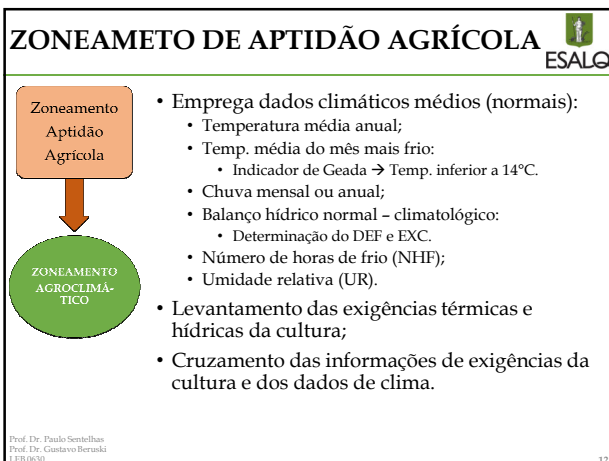 ZONEAMETO DE APTIDÃO AGRÍCOLA
ESALQ
Zoneamento
Aptidão
Agrícola
ZONEAMENTO
AGROCLIMÁ-
TICO
• Emprega dados climáticos médios (normais):
• Temperatura média anual;
• Temp. média do mês mais frio:
• Indicador de Geada → Temp. inferior a 14°C.
• Chuva mensal ou anual;
• Balanço hídrico normal – climatológico:
• Determinação do DEF e EXC.
• Número de horas de frio (NHF);
• Umidade relativa (UR).
• Levantamento das exigências térmicas e
hídricas da cultura;
• Cruzamento das informações de exigências da
cultura e dos dados de clima.
Prof. Dr. Paulo Sentelhas
Prof. Dr. Gustavo Beruski
LEB 0630
12